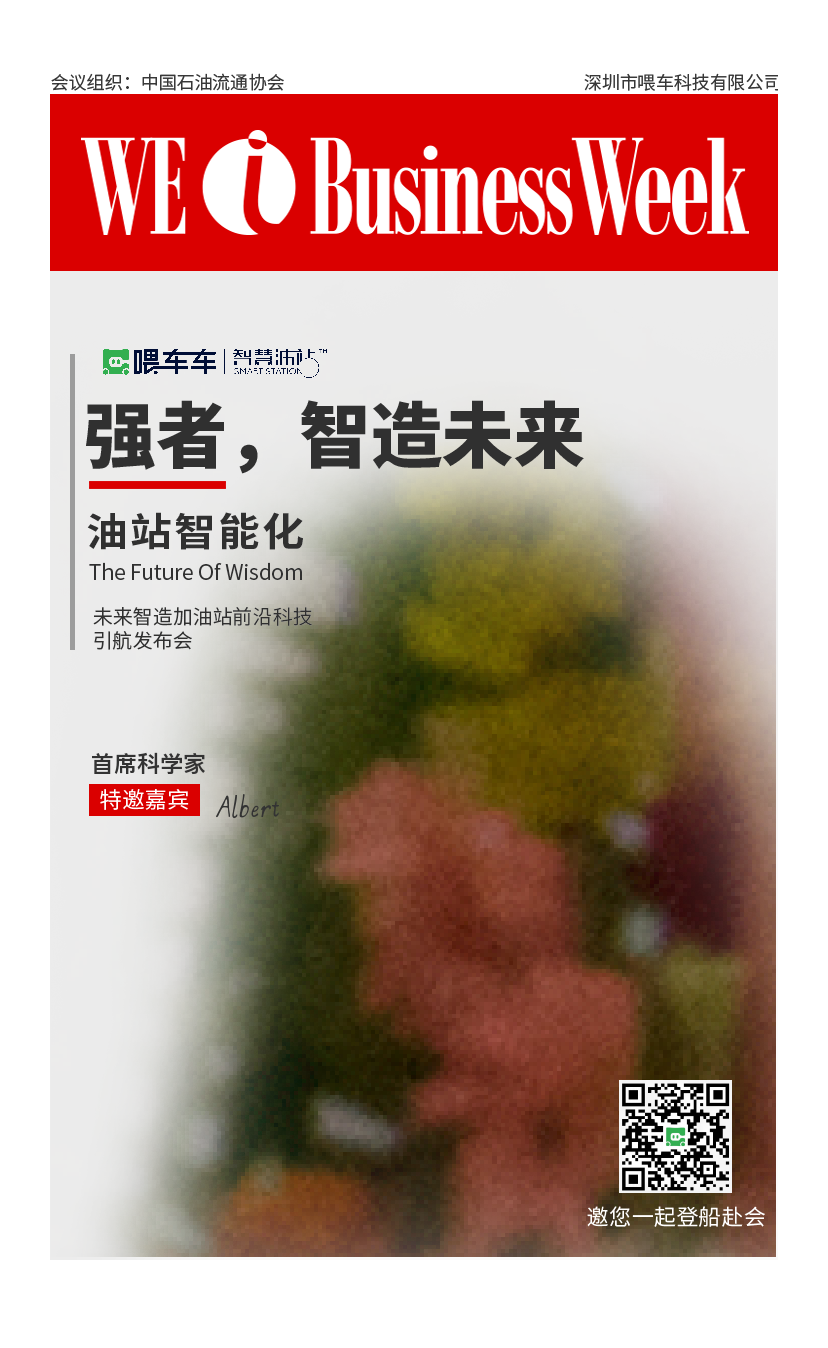 会议组织：中国石油流通协会
深圳市喂车科技有限公司
WE i BusinessWeek
喂车车 智慧油站™
SMART STATION
强者，智造未来
油站智能化
The Future Of Wisdom
未来智造加油站前沿科技
引航发布会
首席科学家
特邀嘉宾 Albert
邀您一起登船赴会